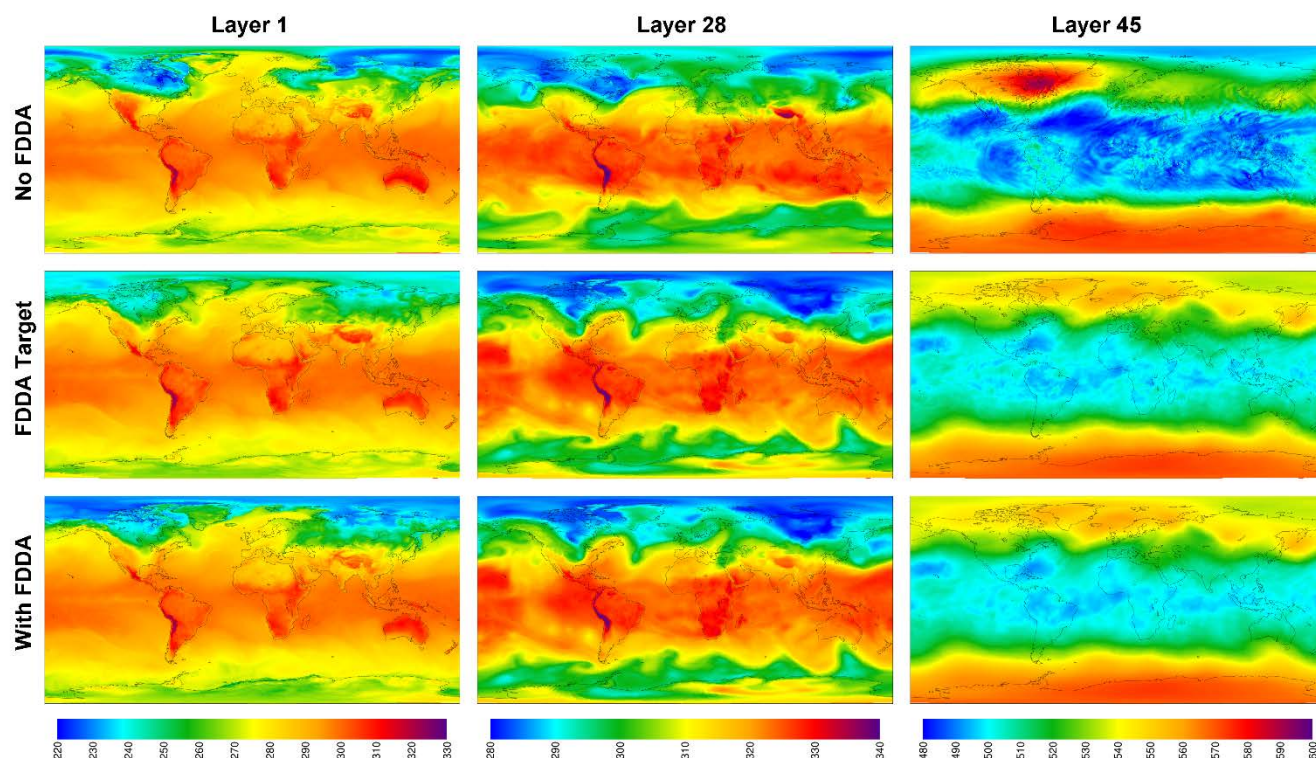 Layer 1
Layer 28
Layer 45
No FDDA
FDDA Target
With FDDA
220 230 240 250 260 270 280 290 300 310 320 330
280 290 300 310 320 330 340
480 490 500 510 520 530 540 550 560 570 580 590 600